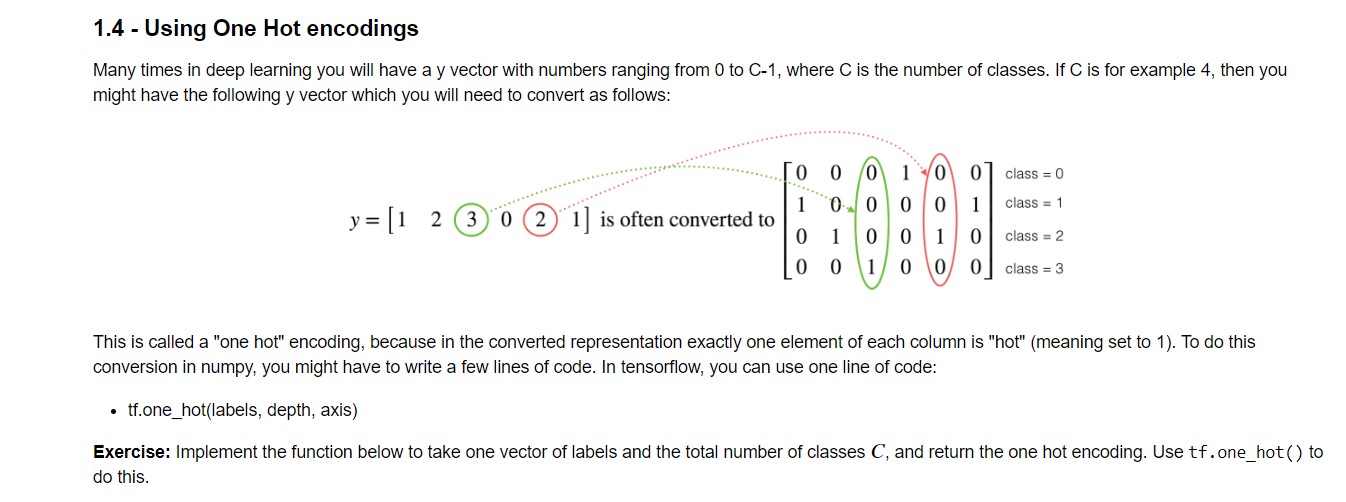 1.4 - Using One Hot encodings
Many times in deep learning you will have a y vector with numbers ranging from 0 to C-1, where C is the number of classes. If C is for example 4, then you
might have the following y vector which you will need to convert as follows:
0 0 0 1 0 0 class = 0
1 0 0 0 0 1 class = 1
y = [1 2 3 0 2 1] is often converted to
0 1 0 0 1 0 class = 2
0 0 1 0 0 0 class = 3
This is called a "one hot" encoding, because in the converted representation exactly one element of each column is "hot" (meaning set to 1). To do this
conversion in numpy, you might have to write a few lines of code. In tensorflow, you can use one line of code:
• tf.one_hot(labels, depth, axis)
Exercise: Implement the function below to take one vector of labels and the total number of classes C, and return the one hot encoding. Use tf.one_hot() to
do this.